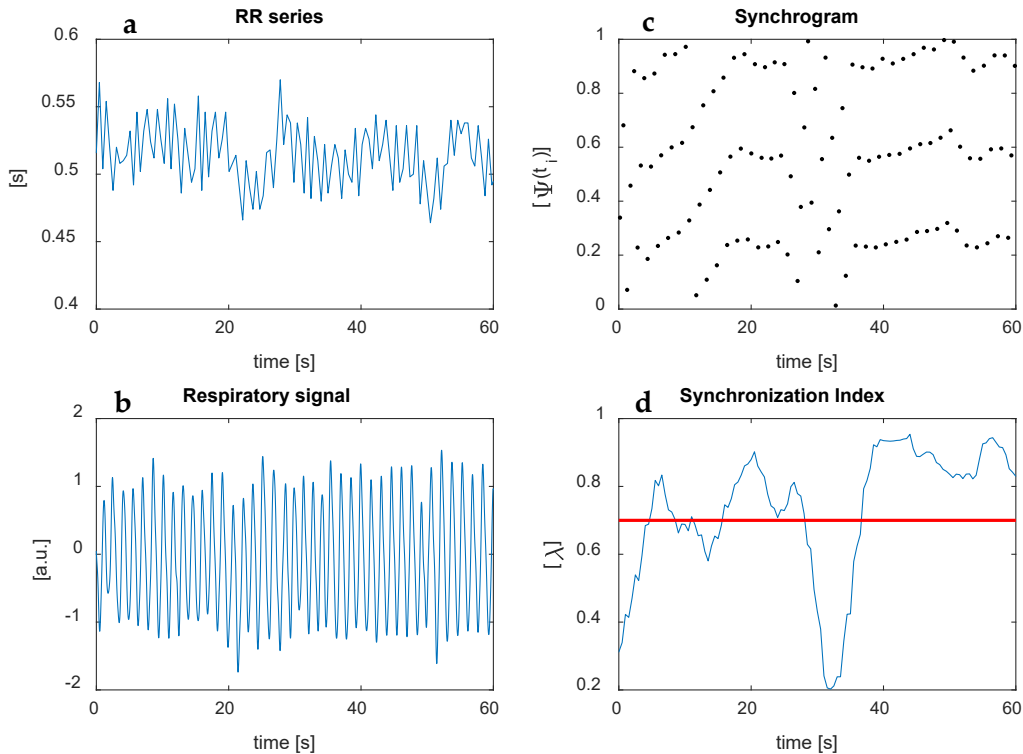 a RR series
0.6
0.55
0.5
0.45
0.4
[s]
0 20 40 60
time [s]
c Synchrogram
1
0.8
0.6
0.4
0.2
0
[ Ψ(t i )]
0 20 40 60
time [s]
b Respiratory signal
2
1
0
-1
-2
[a.u.]
0 20 40 60
time [s]
d Synchronization Index
1
0.8
0.6
0.4
0.2
[ λ]
0 20 40 60
time [s]